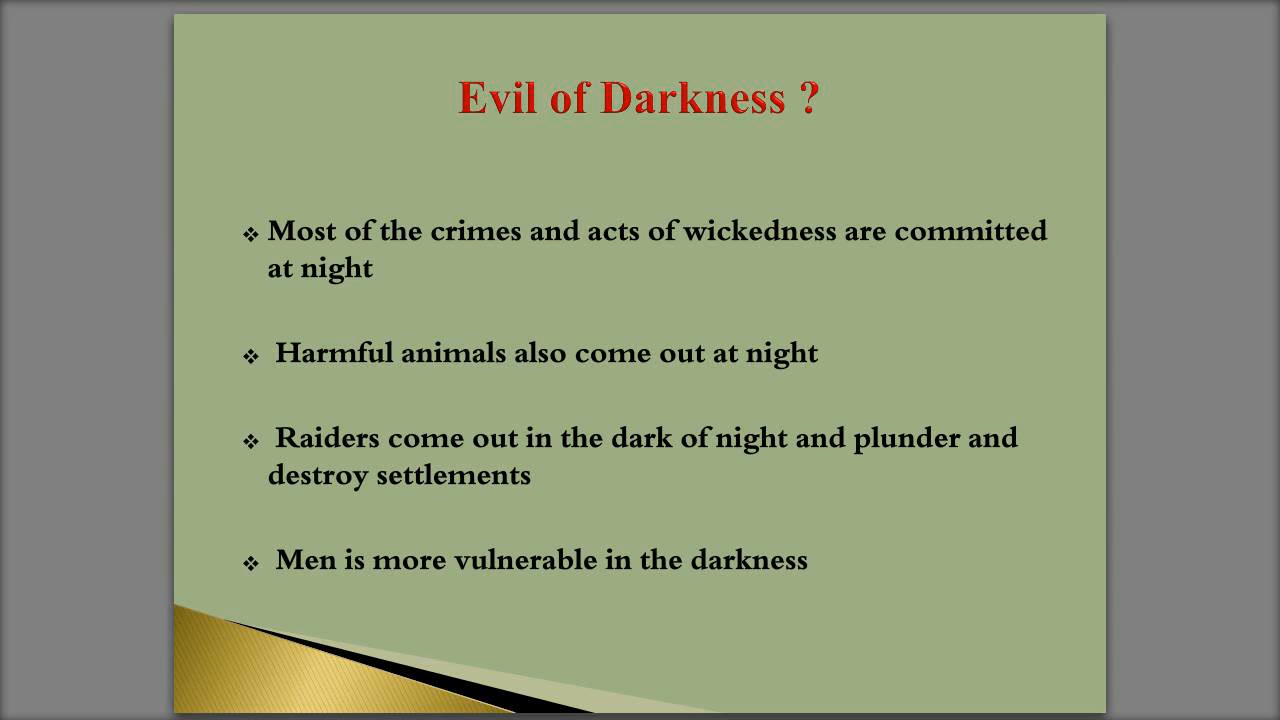 Evil of Darkness ?
❖ Most of the crimes and acts of wickedness are committed
at night
❖ Harmful animals also come out at night
❖ Raiders come out in the dark of night and plunder and
destroy settlements
❖ Men is more vulnerable in the darkness